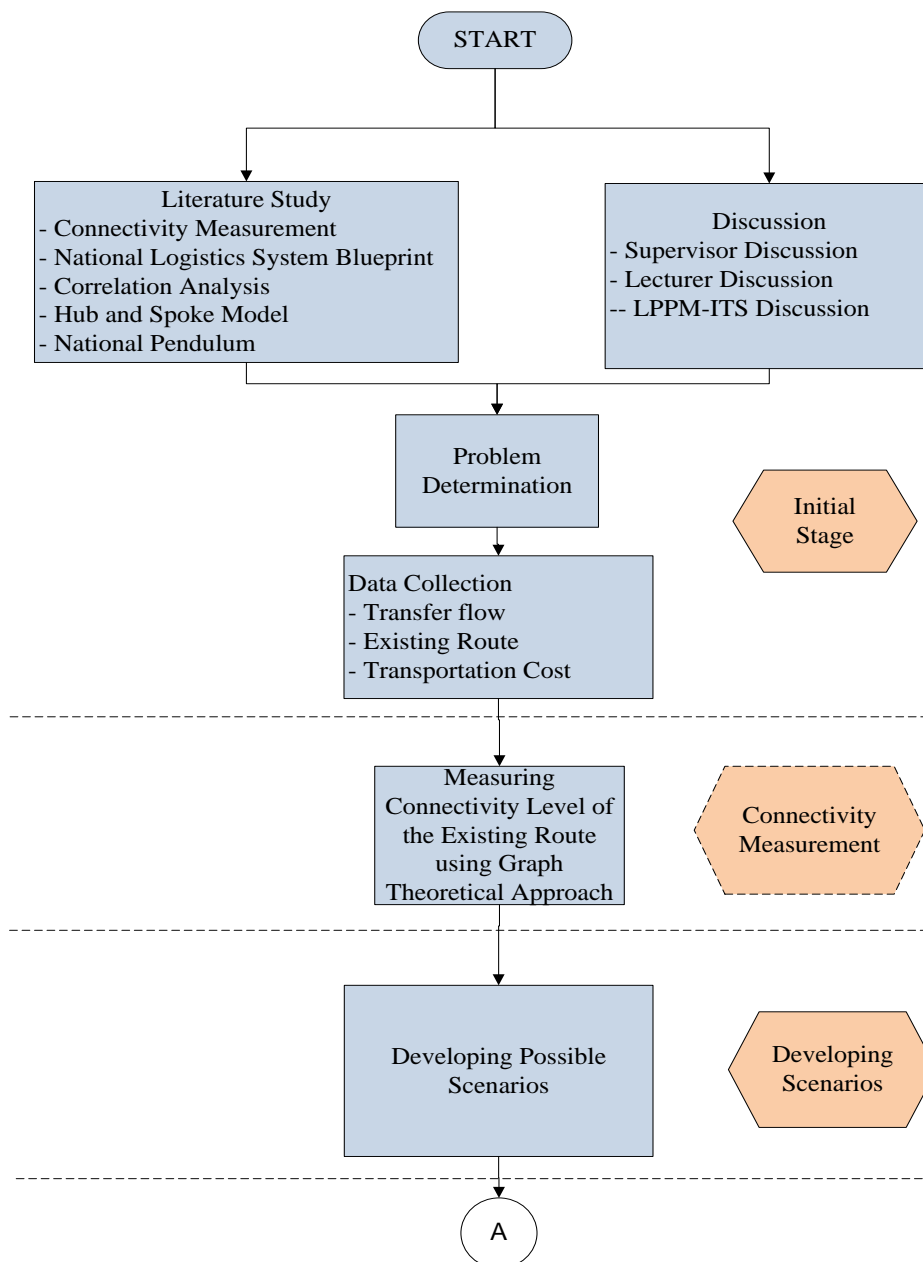 START
Literature Study
- Connectivity Measurement
- National Logistics System Blueprint
- Correlation Analysis
- Hub and Spoke Model
- National Pendulum
Discussion
- Supervisor Discussion
- Lecturer Discussion
-- LPPM-ITS Discussion
Problem
Determination
Initial
Stage
Data Collection
- Transfer flow
- Existing Route
- Transportation Cost
Measuring
Connectivity Level of
the Existing Route
using Graph
Theoretical Approach
Connectivity
Measurement
Developing Possible
Scenarios
Developing
Scenarios
A